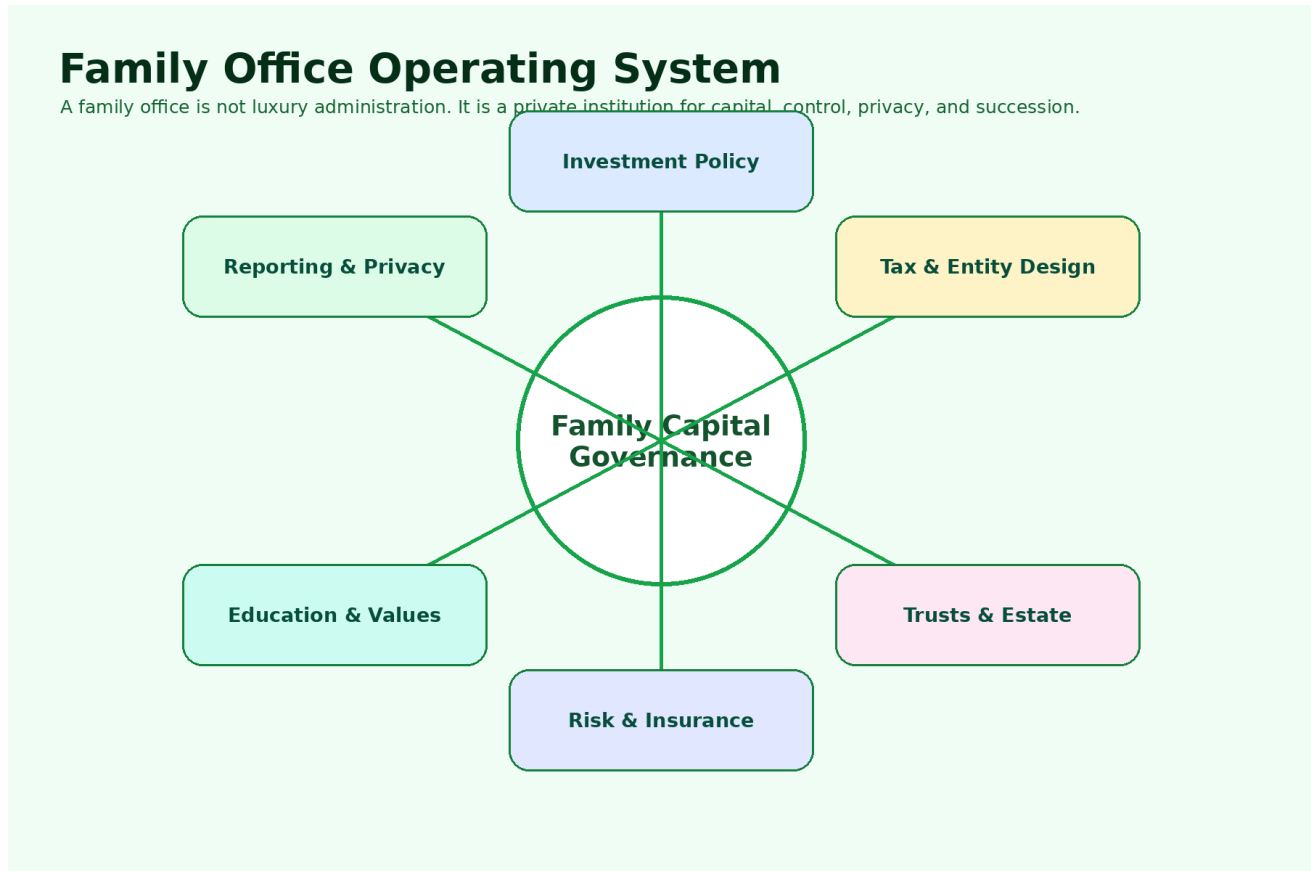 Family Office Operating System
A family office is not luxury administration. It is a private institution for capital, control, privacy, and succession.
Investment Policy
Reporting & Privacy
Tax & Entity Design
Family Capital
Governance
Education & Values
Trusts & Estate
Risk & Insurance